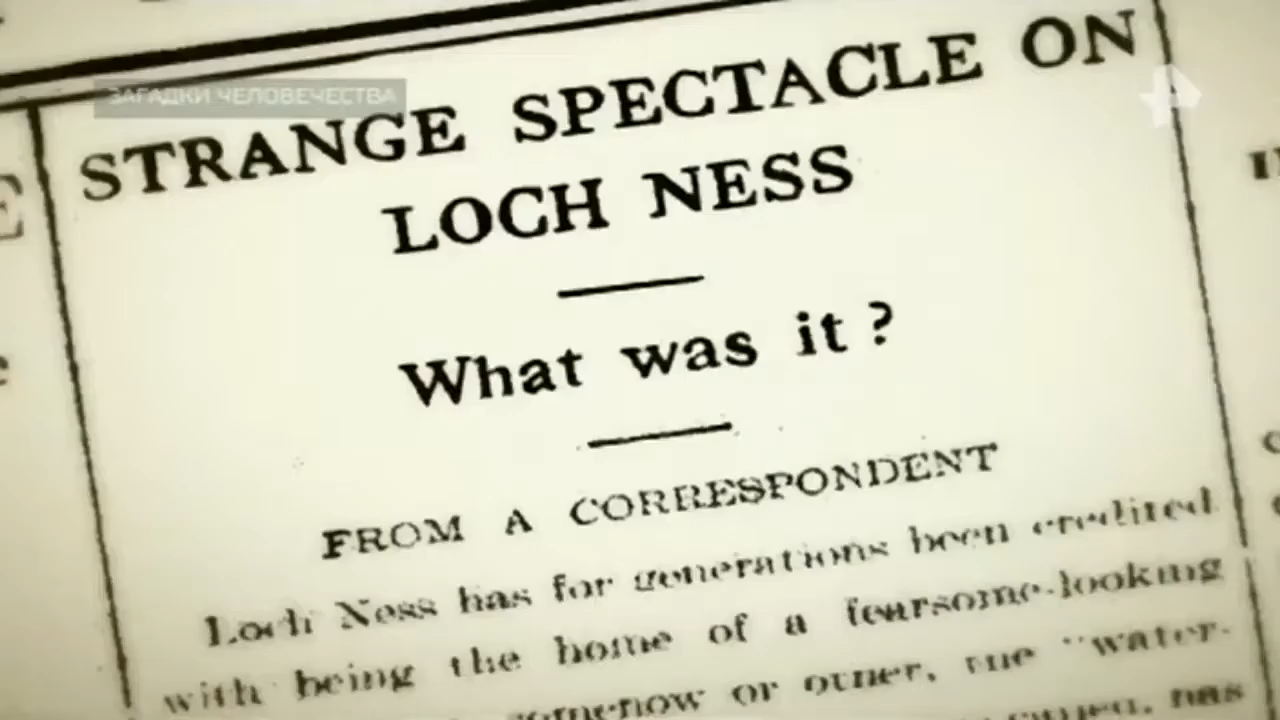 ЗАГАДКИ ЧЕЛОВЕЧЕСТВА
STRANGE SPECTACLE ON
LOCH NESS
What was it?
FROM A CORRESPONDENT
Loch Ness has for generations been credited
with being the home of a fearsome-looking
or other, the "water-
has